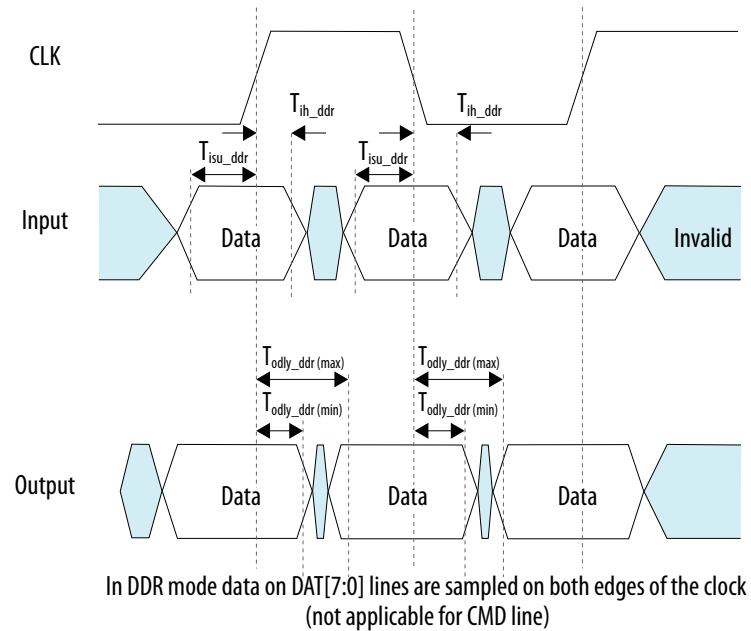 CLK
T_ih_ddr
T_ih_ddr
T_isu_ddr
T_isu_ddr
Input
Data
Data
Data
Invalid
T_odly_ddr (max)
T_odly_ddr (max)
T_odly_ddr (min)
T_odly_ddr (min)
Output
Data
Data
Data
In DDR mode data on DAT[7:0] lines are sampled on both edges of the clock
(not applicable for CMD line)